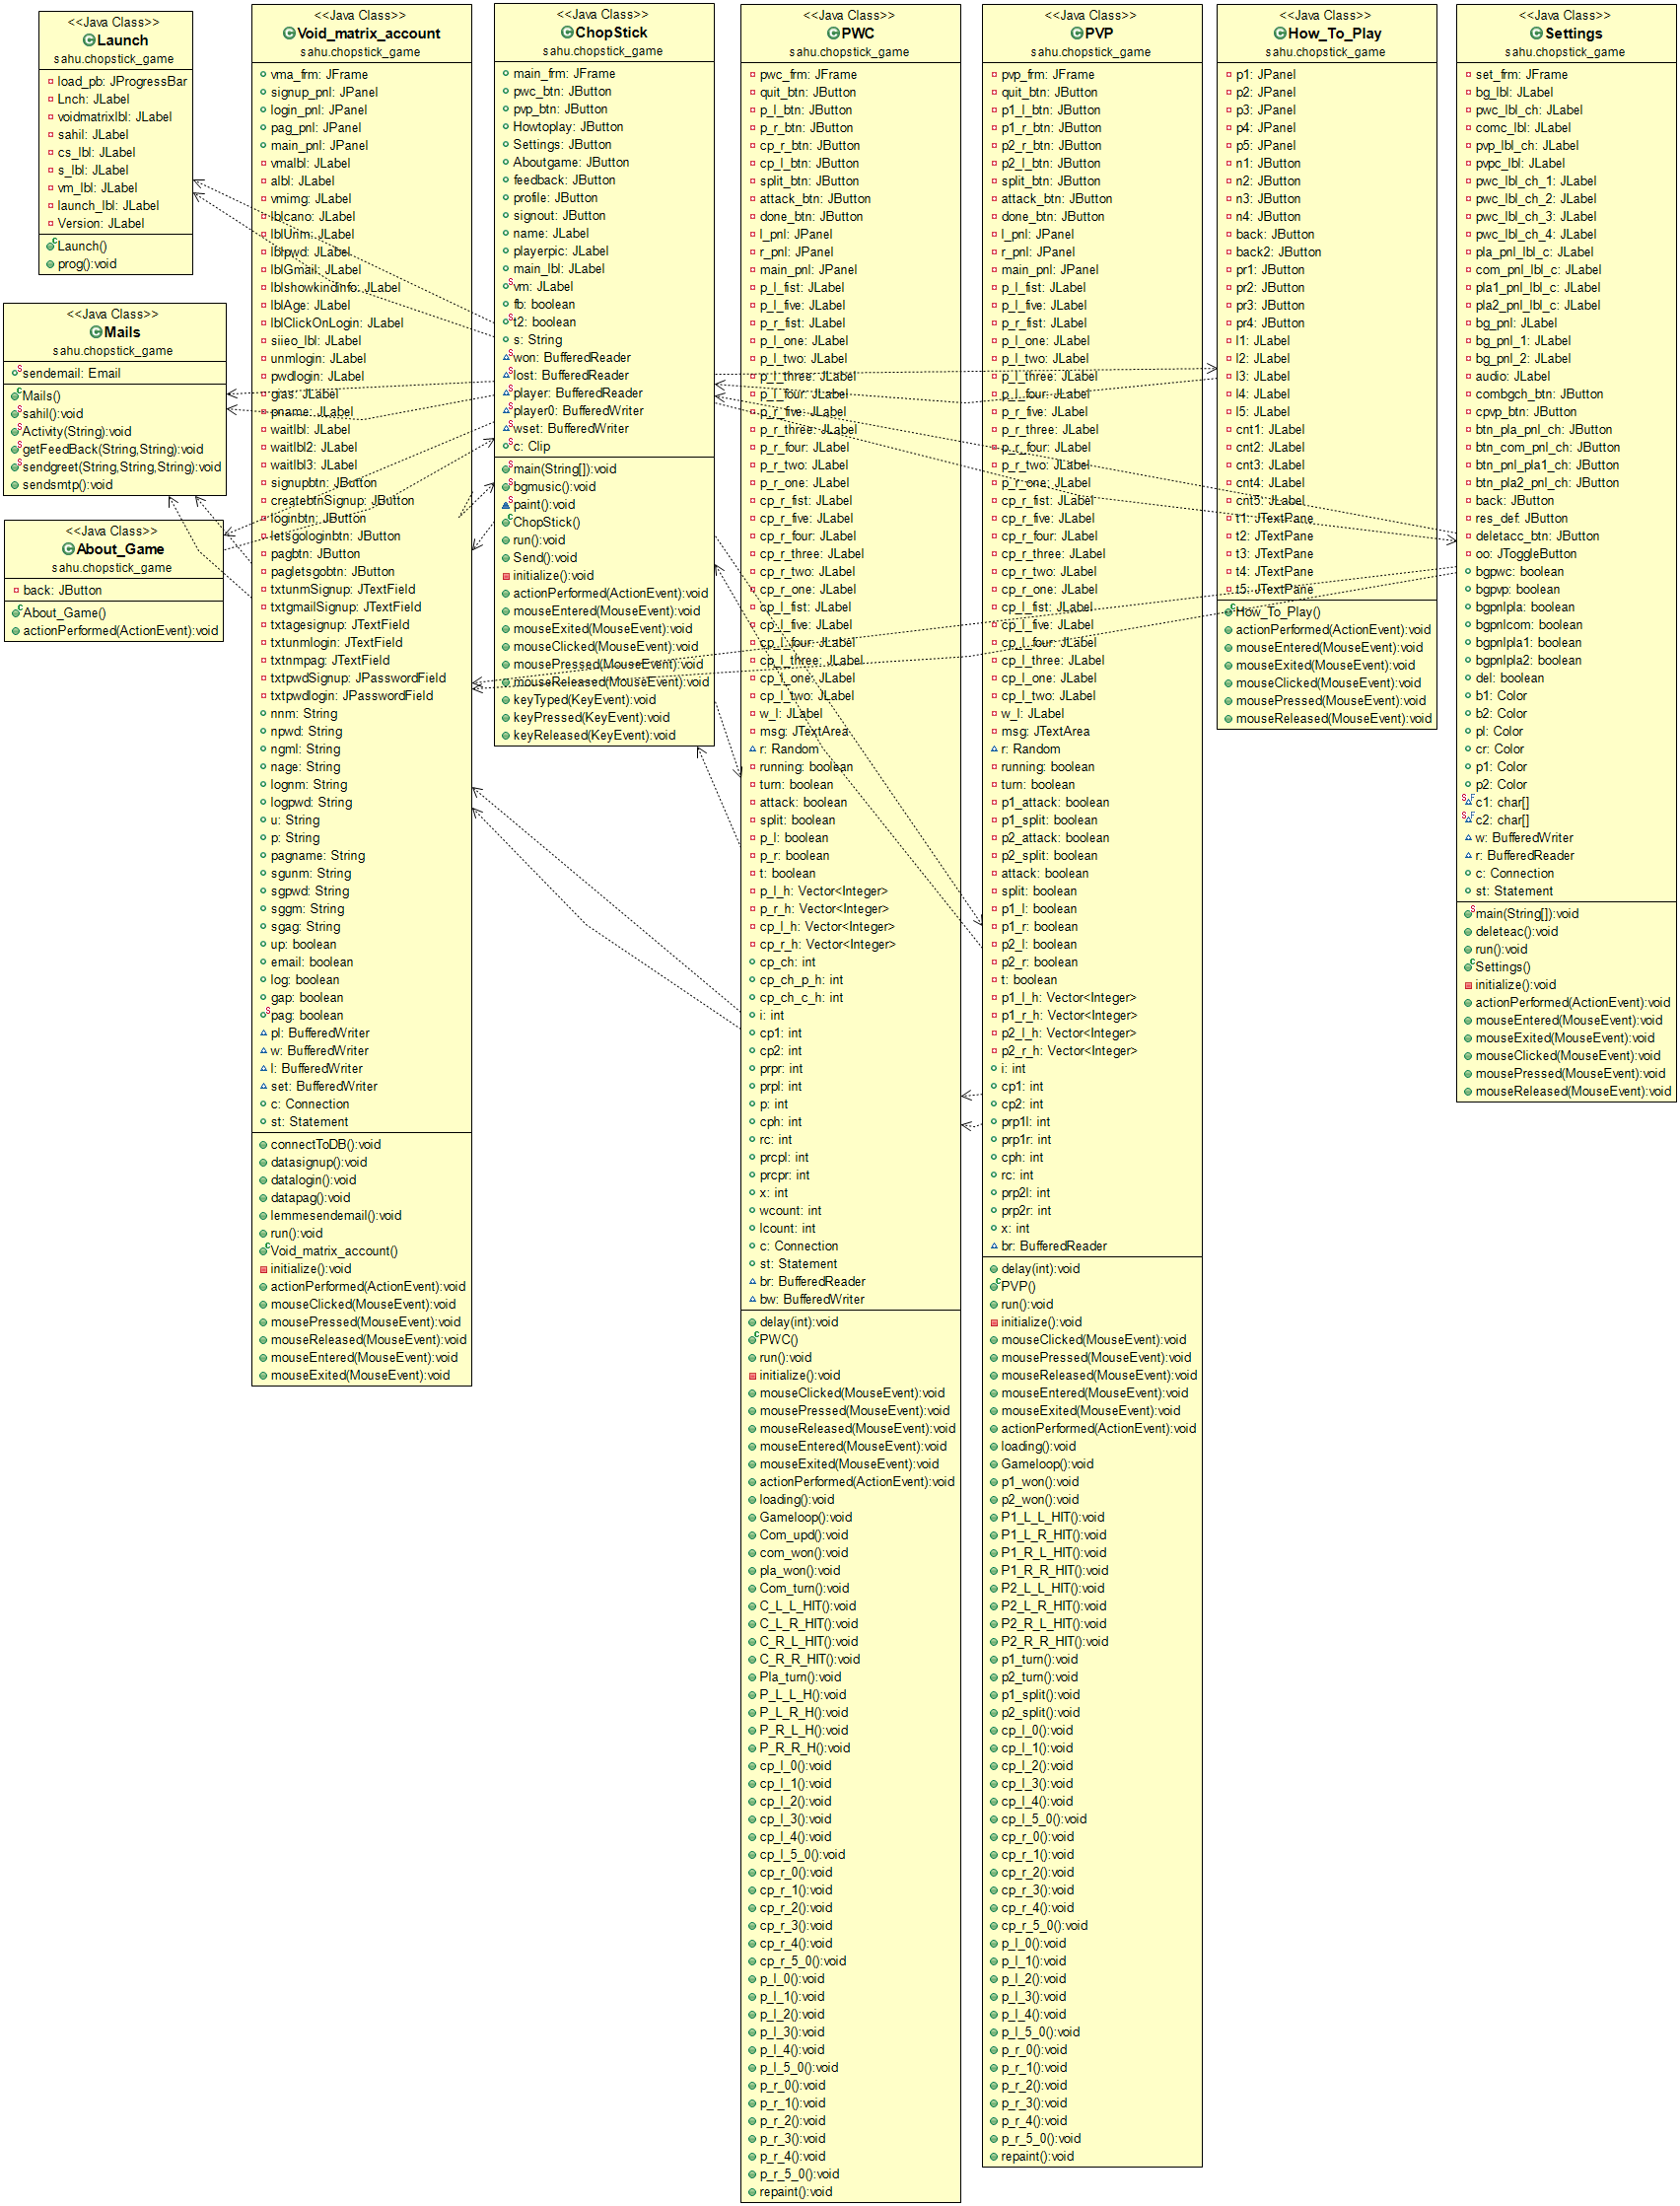 <<Java Class>>
Launch
sahu.chopstick_game
load_pb: JProgressBar
Lnch: JLabel
voidmatrixlbl: JLabel
sahil: JLabel
cs_lbl: JLabel
s_lbl: JLabel
vm_lbl: JLabel
launch_lbl: JLabel
Version: JLabel
Launch()
prog():void
<<Java Class>>
Mails
sahu.chopstick_game
sendemail: Email
Mails()
sahil():void
Activity(String):void
getFeedBack(String,String):void
sendgreet(String,String,String):void
sendsmtp():void
<<Java Class>>
About_Game
sahu.chopstick_game
back: JButton
About_Game()
actionPerformed(ActionEvent):void
<<Java Class>>
Void_matrix_account
sahu.chopstick_game
vma_frm: JFrame
signup_pnl: JPanel
login_pnl: JPanel
pag_pnl: JPanel
main_pnl: JPanel
vmalbl: JLabel
albl: JLabel
vmimg: JLabel
lblcano: JLabel
lblUnm: JLabel
lblpwd: JLabel
lblGmail: JLabel
lblshowkindinfo: JLabel
lblAge: JLabel
lblClickOnLogin: JLabel
siieo_lbl: JLabel
unmlogin: JLabel
pwdlogin: JLabel
glas: JLabel
pname: JLabel
waitlbl: JLabel
waitlbl2: JLabel
waitlbl3: JLabel
signupbtn: JButton
createbtnSignup: JButton
loginbtn: JButton
letsgologinbtn: JButton
pagbtn: JButton
pagletsgobtn: JButton
txtunmSignup: JTextField
txtgmailSignup: JTextField
txtagesignup: JTextField
txtunmlogin: JTextField
txtnmpag: JTextField
txtpwdSignup: JPasswordField
txtpwdlogin: JPasswordField
nnm: String
npwd: String
ngml: String
nage: String
lognm: String
logpwd: String
u: String
p: String
pagname: String
sgunm: String
sgpwd: String
sggm: String
sgag: String
up: boolean
email: boolean
log: boolean
gap: boolean
pag: boolean
pl: BufferedWriter
w: BufferedWriter
l: BufferedWriter
set: BufferedWriter
c: Connection
st: Statement
connectToDB():void
datasignup():void
datalogin():void
datapag():void
lemmesendemail():void
run():void
Void_matrix_account()
initialize():void
actionPerformed(ActionEvent):void
mouseClicked(MouseEvent):void
mousePressed(MouseEvent):void
mouseReleased(MouseEvent):void
mouseEntered(MouseEvent):void
mouseExited(MouseEvent):void
<<Java Class>>
ChopStick
sahu.chopstick_game
main_frm: JFrame
pwc_btn: JButton
pvp_btn: JButton
Howtoplay: JButton
Settings: JButton
Aboutgame: JButton
feedback: JButton
profile: JButton
signout: JButton
name: JLabel
playerpic: JLabel
main_lbl: JLabel
vm: JLabel
fb: boolean
t2: boolean
s: String
won: BufferedReader
lost: BufferedReader
player: BufferedReader
player0: BufferedWriter
wset: BufferedWriter
c: Clip
main(String[]):void
bgmusic():void
paint():void
ChopStick()
run():void
Send():void
initialize():void
actionPerformed(ActionEvent):void
mouseEntered(MouseEvent):void
mouseExited(MouseEvent):void
mouseClicked(MouseEvent):void
mousePressed(MouseEvent):void
mouseReleased(MouseEvent):void
keyTyped(KeyEvent):void
keyPressed(KeyEvent):void
keyReleased(KeyEvent):void
<<Java Class>>
PWC
sahu.chopstick_game
pwc_frm: JFrame
quit_btn: JButton
p_l_btn: JButton
p_r_btn: JButton
cp_r_btn: JButton
cp_l_btn: JButton
split_btn: JButton
attack_btn: JButton
done_btn: JButton
l_pnl: JPanel
r_pnl: JPanel
main_pnl: JPanel
p_l_fist: JLabel
p_l_five: JLabel
p_r_fist: JLabel
p_l_one: JLabel
p_l_two: JLabel
p_l_three: JLabel
p_l_four: JLabel
p_r_five: JLabel
p_r_three: JLabel
p_r_four: JLabel
p_r_two: JLabel
p_r_one: JLabel
cp_r_fist: JLabel
cp_r_five: JLabel
cp_r_four: JLabel
cp_r_three: JLabel
cp_r_two: JLabel
cp_r_one: JLabel
cp_l_fist: JLabel
cp_l_five: JLabel
cp_l_four: JLabel
cp_l_three: JLabel
cp_l_one: JLabel
cp_l_two: JLabel
w_l: JLabel
msg: JTextArea
r: Random
running: boolean
turn: boolean
attack: boolean
split: boolean
p_l: boolean
p_r: boolean
t: boolean
p_l_h: Vector<Integer>
p_r_h: Vector<Integer>
cp_l_h: Vector<Integer>
cp_r_h: Vector<Integer>
cp_ch: int
cp_ch_p_h: int
cp_ch_c_h: int
i: int
cp1: int
cp2: int
prpr: int
prpl: int
p: int
cph: int
rc: int
prcpl: int
prcpr: int
x: int
wcount: int
lcount: int
c: Connection
st: Statement
br: BufferedReader
bw: BufferedWriter
delay(int):void
PWC()
run():void
initialize():void
mouseClicked(MouseEvent):void
mousePressed(MouseEvent):void
mouseReleased(MouseEvent):void
mouseEntered(MouseEvent):void
mouseExited(MouseEvent):void
actionPerformed(ActionEvent):void
loading():void
Gameloop():void
Com_upd():void
com_won():void
pla_won():void
Com_turn():void
C_L_L_HIT():void
C_L_R_HIT():void
C_R_L_HIT():void
C_R_R_HIT():void
Pla_turn():void
P_L_L_H():void
P_L_R_H():void
P_R_L_H():void
P_R_R_H():void
cp_l_0():void
cp_l_1():void
cp_l_2():void
cp_l_3():void
cp_l_4():void
cp_l_5_0():void
cp_r_0():void
cp_r_1():void
cp_r_2():void
cp_r_3():void
cp_r_4():void
cp_r_5_0():void
p_l_0():void
p_l_1():void
p_l_2():void
p_l_3():void
p_l_4():void
p_l_5_0():void
p_r_0():void
p_r_1():void
p_r_2():void
p_r_3():void
p_r_4():void
p_r_5_0():void
repaint():void
<<Java Class>>
PVP
sahu.chopstick_game
pvp_frm: JFrame
quit_btn: JButton
p1_l_btn: JButton
p1_r_btn: JButton
p2_r_btn: JButton
p2_l_btn: JButton
split_btn: JButton
attack_btn: JButton
done_btn: JButton
l_pnl: JPanel
r_pnl: JPanel
main_pnl: JPanel
p_l_fist: JLabel
p_l_five: JLabel
p_r_fist: JLabel
p_l_one: JLabel
p_l_two: JLabel
p_l_three: JLabel
p_l_four: JLabel
p_r_five: JLabel
p_r_three: JLabel
p_r_four: JLabel
p_r_two: JLabel
p_r_one: JLabel
cp_r_fist: JLabel
cp_r_five: JLabel
cp_r_four: JLabel
cp_r_three: JLabel
cp_r_two: JLabel
cp_r_one: JLabel
cp_l_fist: JLabel
cp_l_five: JLabel
cp_l_four: JLabel
cp_l_three: JLabel
cp_l_one: JLabel
cp_l_two: JLabel
w_l: JLabel
msg: JTextArea
r: Random
running: boolean
turn: boolean
p1_attack: boolean
p1_split: boolean
p2_attack: boolean
p2_split: boolean
attack: boolean
split: boolean
p1_l: boolean
p1_r: boolean
p2_l: boolean
p2_r: boolean
t: boolean
p1_l_h: Vector<Integer>
p1_r_h: Vector<Integer>
p2_l_h: Vector<Integer>
p2_r_h: Vector<Integer>
i: int
cp1: int
cp2: int
prp1l: int
prp1r: int
cph: int
rc: int
prp2l: int
prp2r: int
x: int
br: BufferedReader
delay(int):void
PVP()
run():void
initialize():void
mouseClicked(MouseEvent):void
mousePressed(MouseEvent):void
mouseReleased(MouseEvent):void
mouseEntered(MouseEvent):void
mouseExited(MouseEvent):void
actionPerformed(ActionEvent):void
loading():void
Gameloop():void
p1_won():void
p2_won():void
P1_L_L_HIT():void
P1_L_R_HIT():void
P1_R_L_HIT():void
P1_R_R_HIT():void
P2_L_L_HIT():void
P2_L_R_HIT():void
P2_R_L_HIT():void
P2_R_R_HIT():void
p1_turn():void
p2_turn():void
p1_split():void
p2_split():void
cp_l_0():void
cp_l_1():void
cp_l_2():void
cp_l_3():void
cp_l_4():void
cp_l_5_0():void
cp_r_0():void
cp_r_1():void
cp_r_2():void
cp_r_3():void
cp_r_4():void
cp_r_5_0():void
p_l_0():void
p_l_1():void
p_l_2():void
p_l_3():void
p_l_4():void
p_l_5_0():void
p_r_0():void
p_r_1():void
p_r_2():void
p_r_3():void
p_r_4():void
p_r_5_0():void
repaint():void
<<Java Class>>
How_To_Play
sahu.chopstick_game
p1: JPanel
p2: JPanel
p3: JPanel
p4: JPanel
p5: JPanel
n1: JButton
n2: JButton
n3: JButton
n4: JButton
back: JButton
back2: JButton
pr1: JButton
pr2: JButton
pr3: JButton
pr4: JButton
l1: JLabel
l2: JLabel
l3: JLabel
l4: JLabel
l5: JLabel
cnt1: JLabel
cnt2: JLabel
cnt3: JLabel
cnt4: JLabel
cnt5: JLabel
t1: JTextPane
t2: JTextPane
t3: JTextPane
t4: JTextPane
t5: JTextPane
How_To_Play()
actionPerformed(ActionEvent):void
mouseEntered(MouseEvent):void
mouseExited(MouseEvent):void
mouseClicked(MouseEvent):void
mousePressed(MouseEvent):void
mouseReleased(MouseEvent):void
<<Java Class>>
Settings
sahu.chopstick_game
set_frm: JFrame
bg_lbl: JLabel
pwc_lbl_ch: JLabel
comc_lbl: JLabel
pvp_lbl_ch: JLabel
pvpc_lbl: JLabel
pwc_lbl_ch_1: JLabel
pwc_lbl_ch_2: JLabel
pwc_lbl_ch_3: JLabel
pwc_lbl_ch_4: JLabel
pla_pnl_lbl_c: JLabel
com_pnl_lbl_c: JLabel
pla1_pnl_lbl_c: JLabel
pla2_pnl_lbl_c: JLabel
bg_pnl: JLabel
bg_pnl_1: JLabel
bg_pnl_2: JLabel
audio: JLabel
combgch_btn: JButton
cpvp_btn: JButton
btn_pla_pnl_ch: JButton
btn_com_pnl_ch: JButton
btn_pnl_pla1_ch: JButton
btn_pla2_pnl_ch: JButton
back: JButton
res_def: JButton
deletacc_btn: JButton
oo: JToggleButton
bgpwc: boolean
bgpvp: boolean
bgpnlpla: boolean
bgpnlcom: boolean
bgpnlpla1: boolean
bgpnlpla2: boolean
del: boolean
b1: Color
b2: Color
pl: Color
cr: Color
p1: Color
p2: Color
c1: char[]
c2: char[]
w: BufferedWriter
r: BufferedReader
c: Connection
st: Statement
main(String[]):void
deleteac():void
run():void
Settings()
initialize():void
actionPerformed(ActionEvent):void
mouseEntered(MouseEvent):void
mouseExited(MouseEvent):void
mouseClicked(MouseEvent):void
mousePressed(MouseEvent):void
mouseReleased(MouseEvent):void